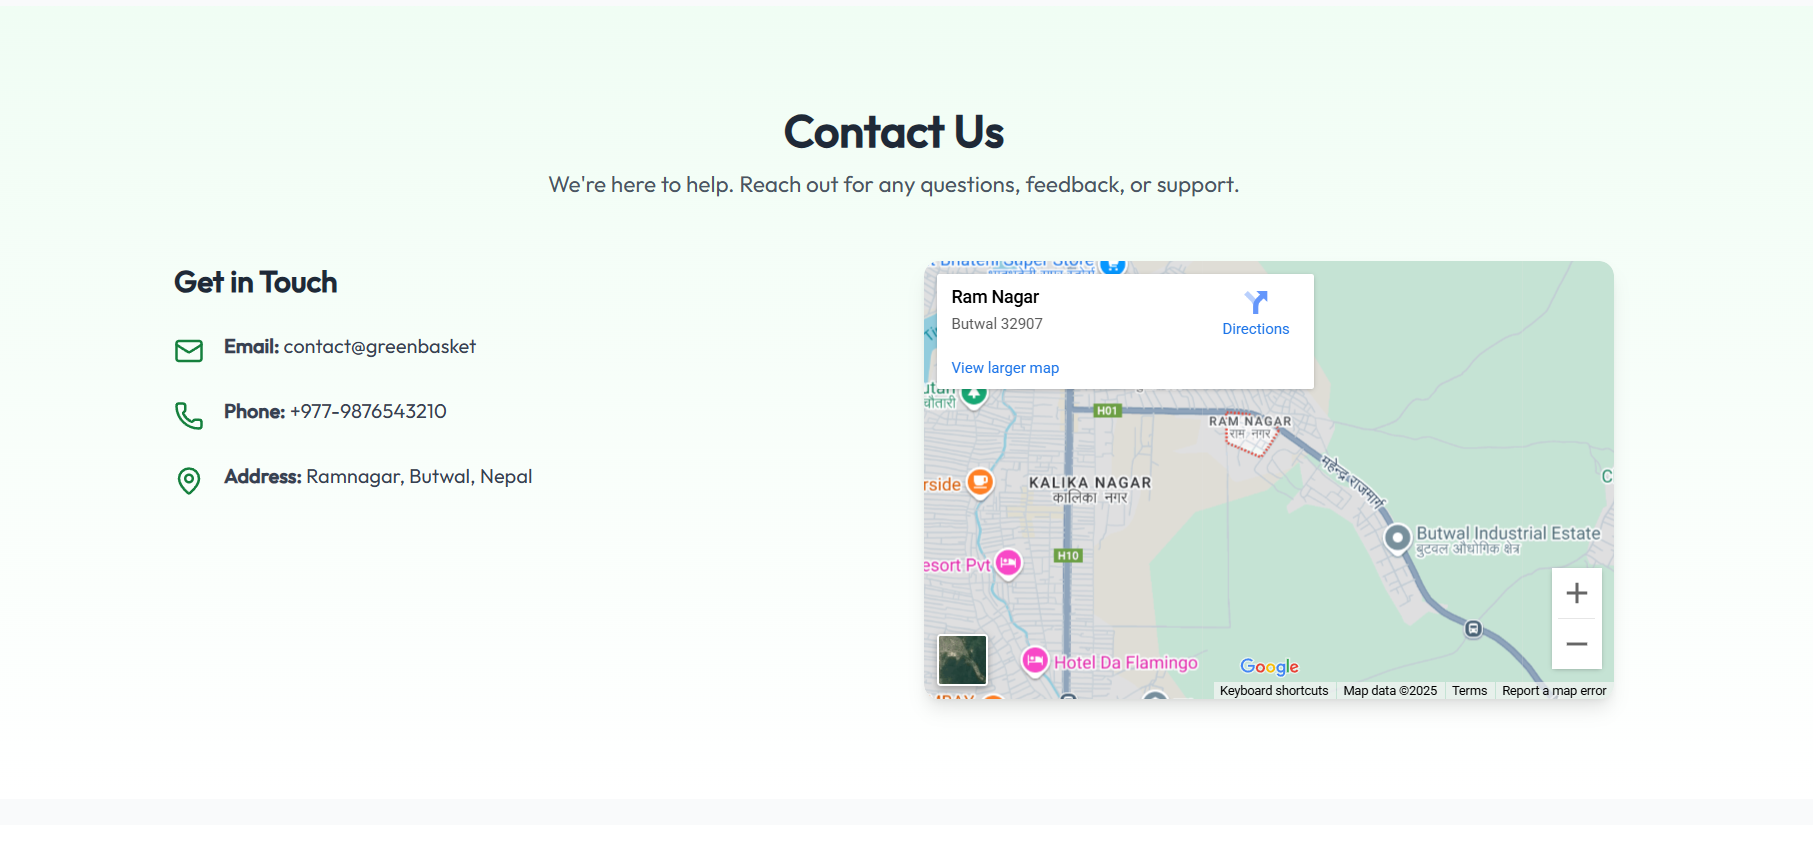 Contact Us
We're here to help. Reach out for any questions, feedback, or support.
Get in Touch
Email: contact@greenbasket
Phone: +977-9876543210
Address: Ramnagar, Butwal, Nepal
Bhateni Super Store
Ram Nagar
Butwal 32907
Directions
View larger map
चौतारी
H01
RAM NAGAR
राम नगर
महेन्द्र राजमार्ग
rside
KALIKA NAGAR
कालिका नगर
Butwal Industrial Estate
बुटवल औद्योगिक क्षेत्र
H10
esort Pvt
Hotel Da Flamingo
Google
Keyboard shortcuts
Map data ©2025
Terms
Report a map error